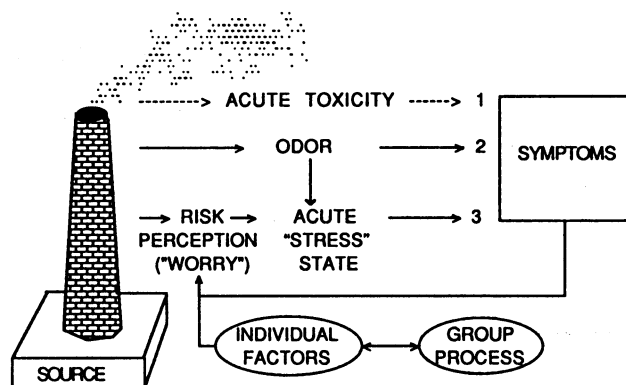 ACUTE TOXICITY 1
ODOR 2
SYMPTOMS
RISK ACUTE 3
PERCEPTION "STRESS"
("WORRY") STATE
INDIVIDUAL GROUP
FACTORS PROCESS
SOURCE